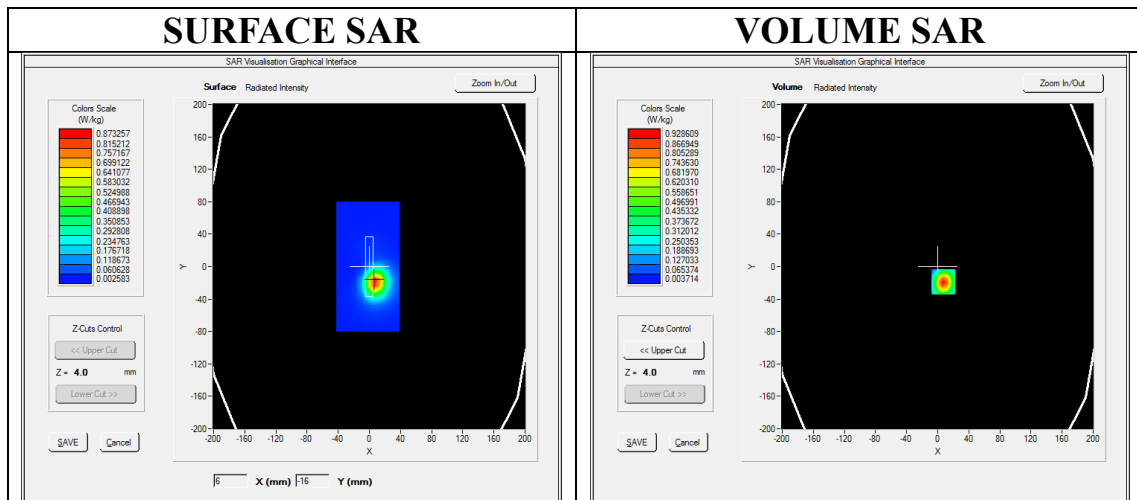 SURFACE SAR
VOLUME SAR
SAR Visualisation Graphical Interface
Surface Radiated Intensity
Zoom In/Out
Colors Scale
(W/kg)
0.873257
0.815212
0.757167
0.699122
0.641077
0.583032
0.524988
0.466943
0.408898
0.350853
0.292808
0.234763
0.176718
0.118673
0.060628
0.002583
Z-Cuts Control
<< Upper Cut
Z = 4.0 mm
Lower Cut >>
SAVE Cancel
200
160
120
80
40
0
-40
-80
-120
-160
-200
Y
-200 -160 -120 -80 -40 0 40 80 120 160 200
X
6 X (mm) -16 Y (mm)
SAR Visualisation Graphical Interface
Volume Radiated Intensity
Zoom In/Out
Colors Scale
(W/kg)
0.928609
0.866949
0.805289
0.743630
0.681970
0.620310
0.558651
0.496991
0.435332
0.373672
0.312012
0.250353
0.188693
0.127033
0.065374
0.003714
Z-Cuts Control
<< Upper Cut
Z = 4.0 mm
Lower Cut >>
SAVE Cancel
200
160
120
80
40
0
-40
-80
-120
-160
-200
Y
-200 -160 -120 -80 -40 0 40 80 120 160 200
X